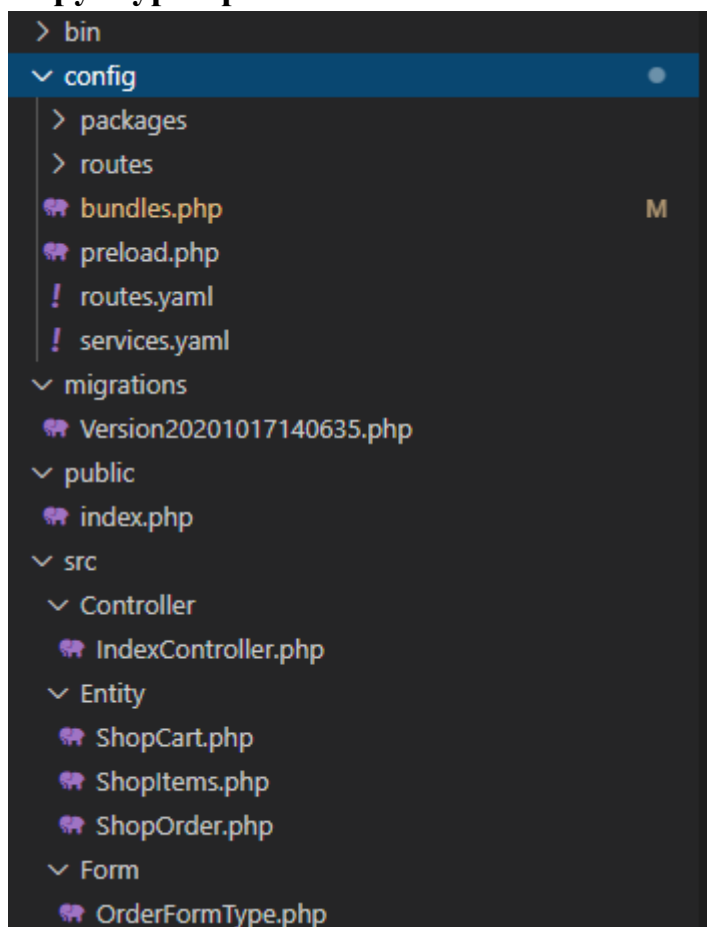 bin
config
packages
routes
bundles.php M
preload.php
! routes.yaml
! services.yaml
migrations
Version20201017140635.php
public
index.php
src
Controller
IndexController.php
Entity
ShopCart.php
ShopItems.php
ShopOrder.php
Form
OrderFormType.php